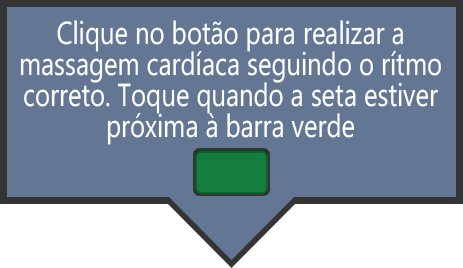 Clique no botão para realizar a
massagem cardíaca seguindo o rítmo
correto. Toque quando a seta estiver
próxima à barra verde